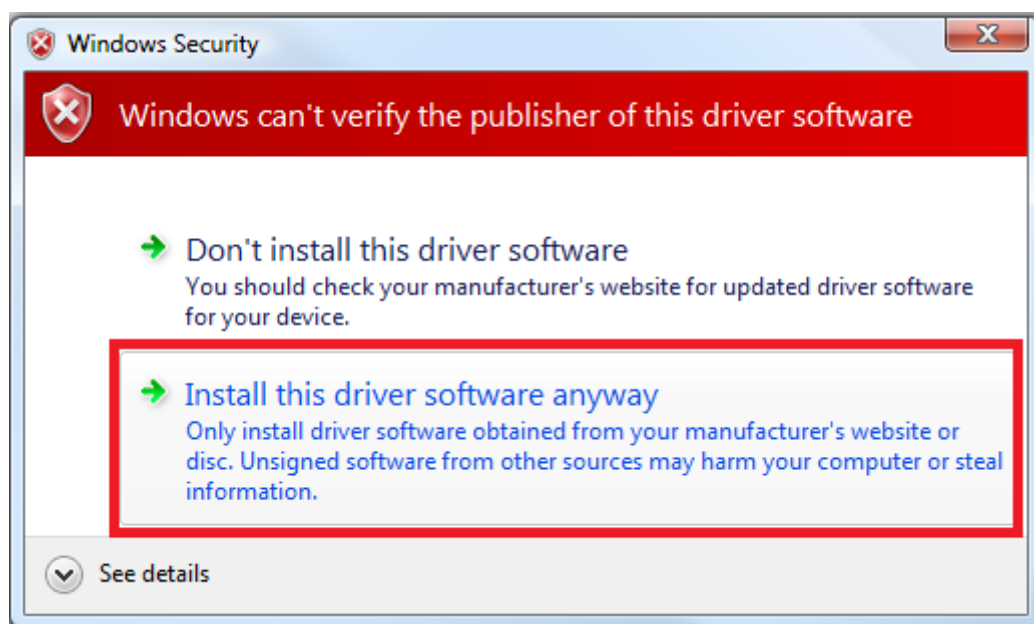 Windows Security
Windows can't verify the publisher of this driver software
Don't install this driver software
You should check your manufacturer's website for updated driver software
for your device.
Install this driver software anyway
Only install driver software obtained from your manufacturer's website or
disc. Unsigned software from other sources may harm your computer or steal
information.
See details